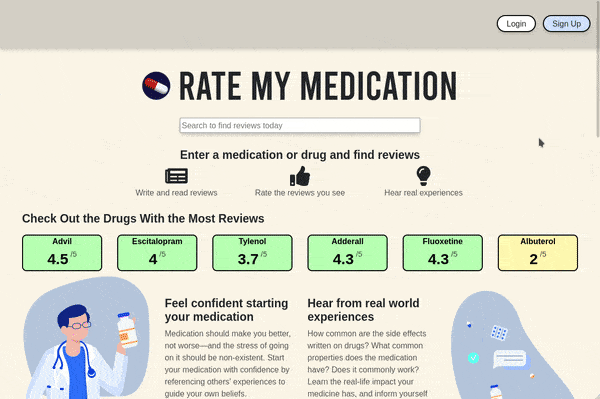 Login Sign Up
RATE MY MEDICATION
Search to find reviews today
Enter a medication or drug and find reviews
Write and read reviews Rate the reviews you see Hear real experiences
Check Out the Drugs With the Most Reviews
Advil Escitalopram Tylenol Adderall Fluoxetine Albuterol
4.5 /5 4 /5 3.7 /5 4.3 /5 4.3 /5 2 /5
Feel confident starting
your medication
Medication should make you better,
not worse—and the stress of going
on it should be non-existent. Start
your medication with confidence by
referencing others' experiences to
guide your own beliefs.
Hear from real world
experiences
How common are the side effects
written on drugs? What common
properties does the medication
have? Does it commonly work?
Learn the real-life impact your
medicine has, and inform yourself